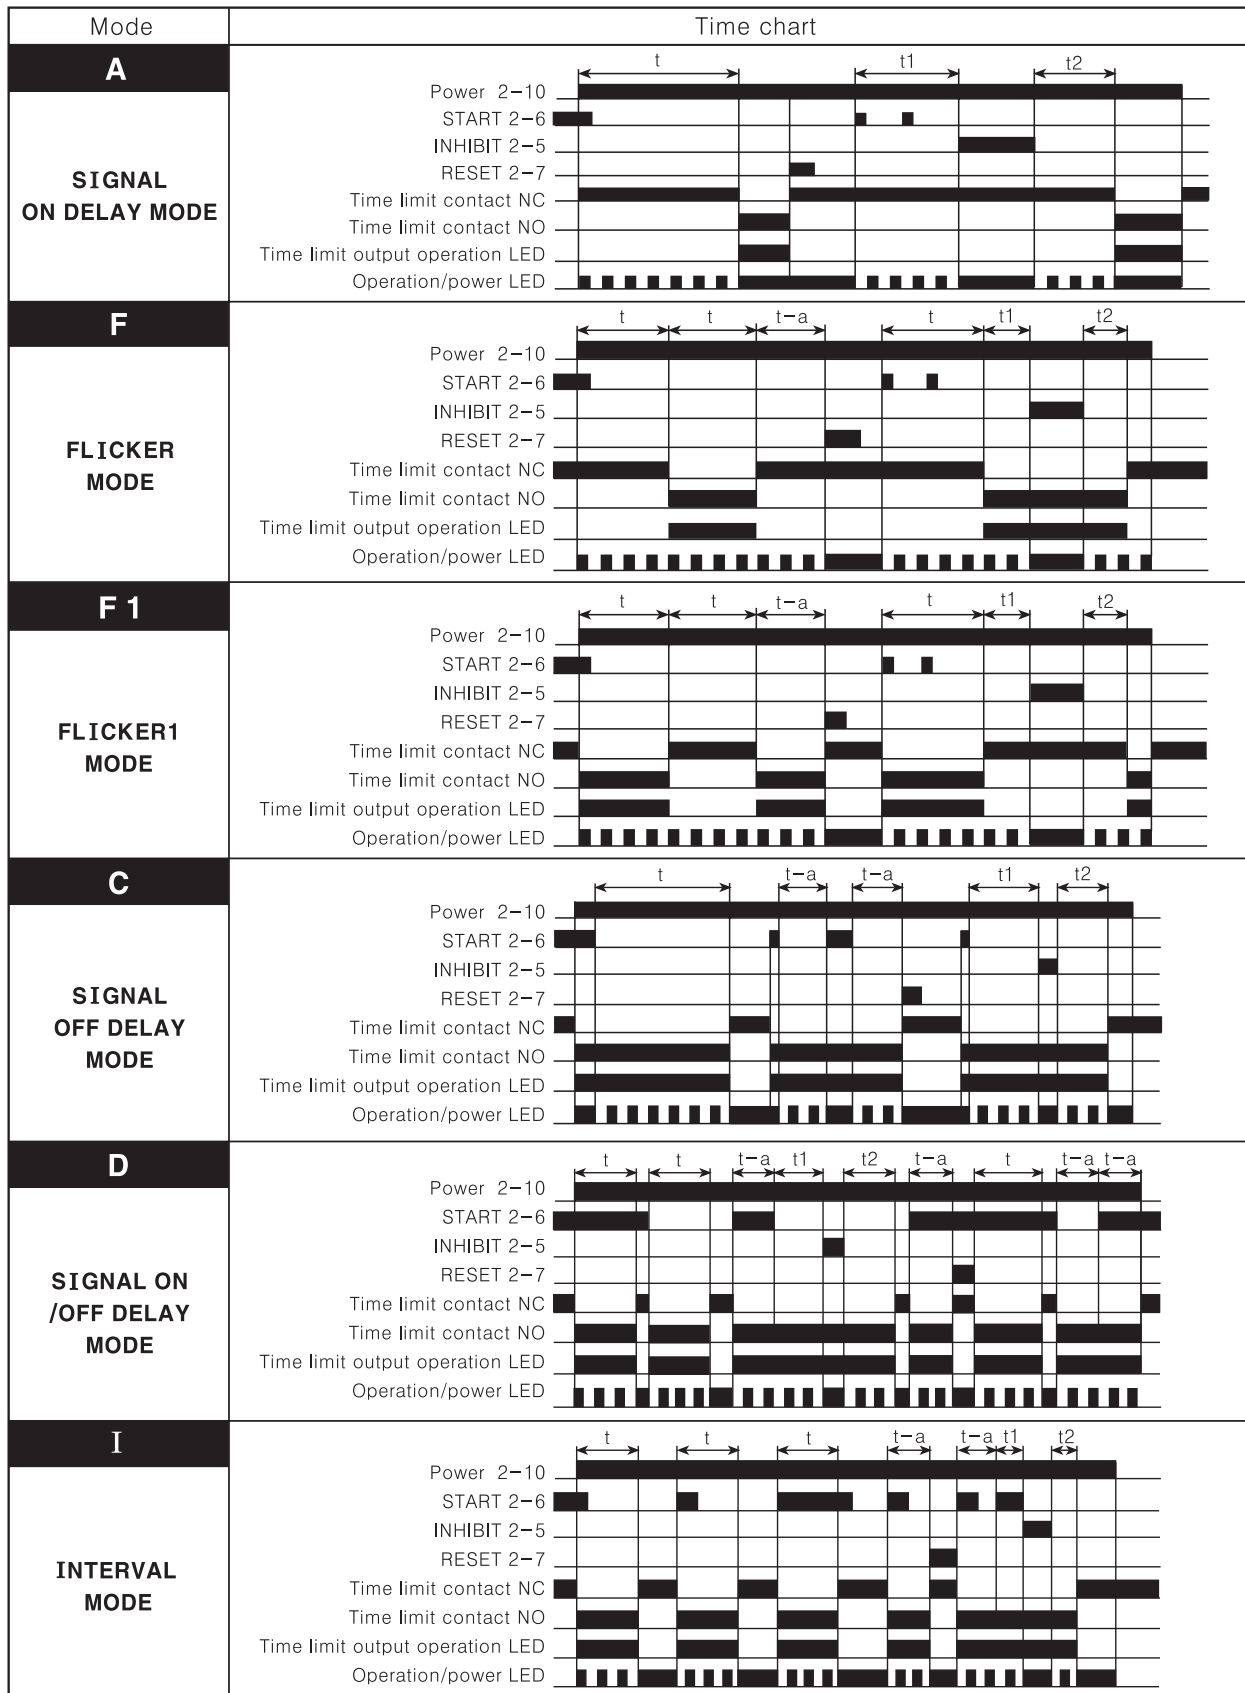 Mode Time chart
A
SIGNAL
ON DELAY MODE
t t1 t2
Power 2-10
START 2-6
INHIBIT 2-5
RESET 2-7
Time limit contact NC
Time limit contact NO
Time limit output operation LED
Operation/power LED
F
FLICKER
MODE
t t t-a t t1 t2
Power 2-10
START 2-6
INHIBIT 2-5
RESET 2-7
Time limit contact NC
Time limit contact NO
Time limit output operation LED
Operation/power LED
F 1
FLICKER1
MODE
t t t-a t t1 t2
Power 2-10
START 2-6
INHIBIT 2-5
RESET 2-7
Time limit contact NC
Time limit contact NO
Time limit output operation LED
Operation/power LED
C
SIGNAL
OFF DELAY
MODE
t t-a t-a t1 t2
Power 2-10
START 2-6
INHIBIT 2-5
RESET 2-7
Time limit contact NC
Time limit contact NO
Time limit output operation LED
Operation/power LED
D
SIGNAL ON
/OFF DELAY
MODE
t t t-a t1 t2 t-a t t-a t-a
Power 2-10
START 2-6
INHIBIT 2-5
RESET 2-7
Time limit contact NC
Time limit contact NO
Time limit output operation LED
Operation/power LED
I
INTERVAL
MODE
t t t t-a t-a t1 t2
Power 2-10
START 2-6
INHIBIT 2-5
RESET 2-7
Time limit contact NC
Time limit contact NO
Time limit output operation LED
Operation/power LED